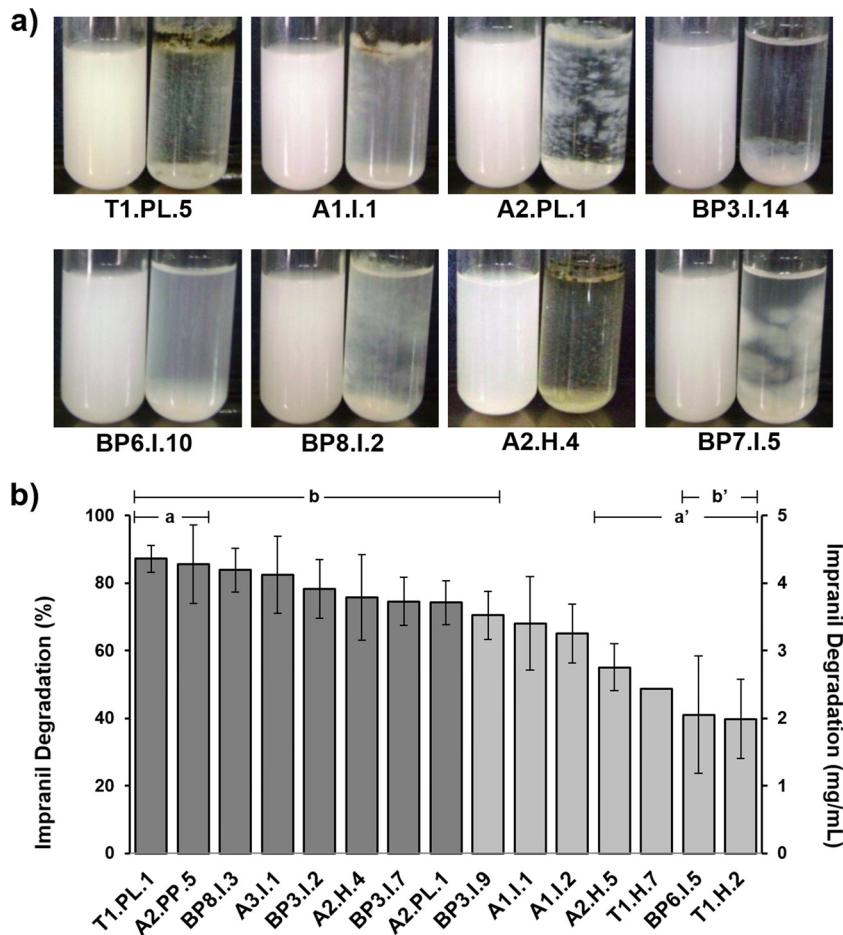 a)
T1.PL.5 A1.I.1 A2.PL.1 BP3.I.14
BP6.I.10 BP8.I.2 A2.H.4 BP7.I.5
b)
b b’
a a’
Impranil Degradation (%)
100
80
60
40
20
0
5
4
3
2
1
0
Impranil Degradation (mg/mL)
T1.PL.1 A2.PP.5 BP8.I.3 A3.I.1 BP3.I.2 A2.H.4 BP3.I.7 A2.PL.1 BP3.I.9 A1.I.1 A1.I.2 A2.H.5 T1.H.7 BP6.I.5 T1.H.2